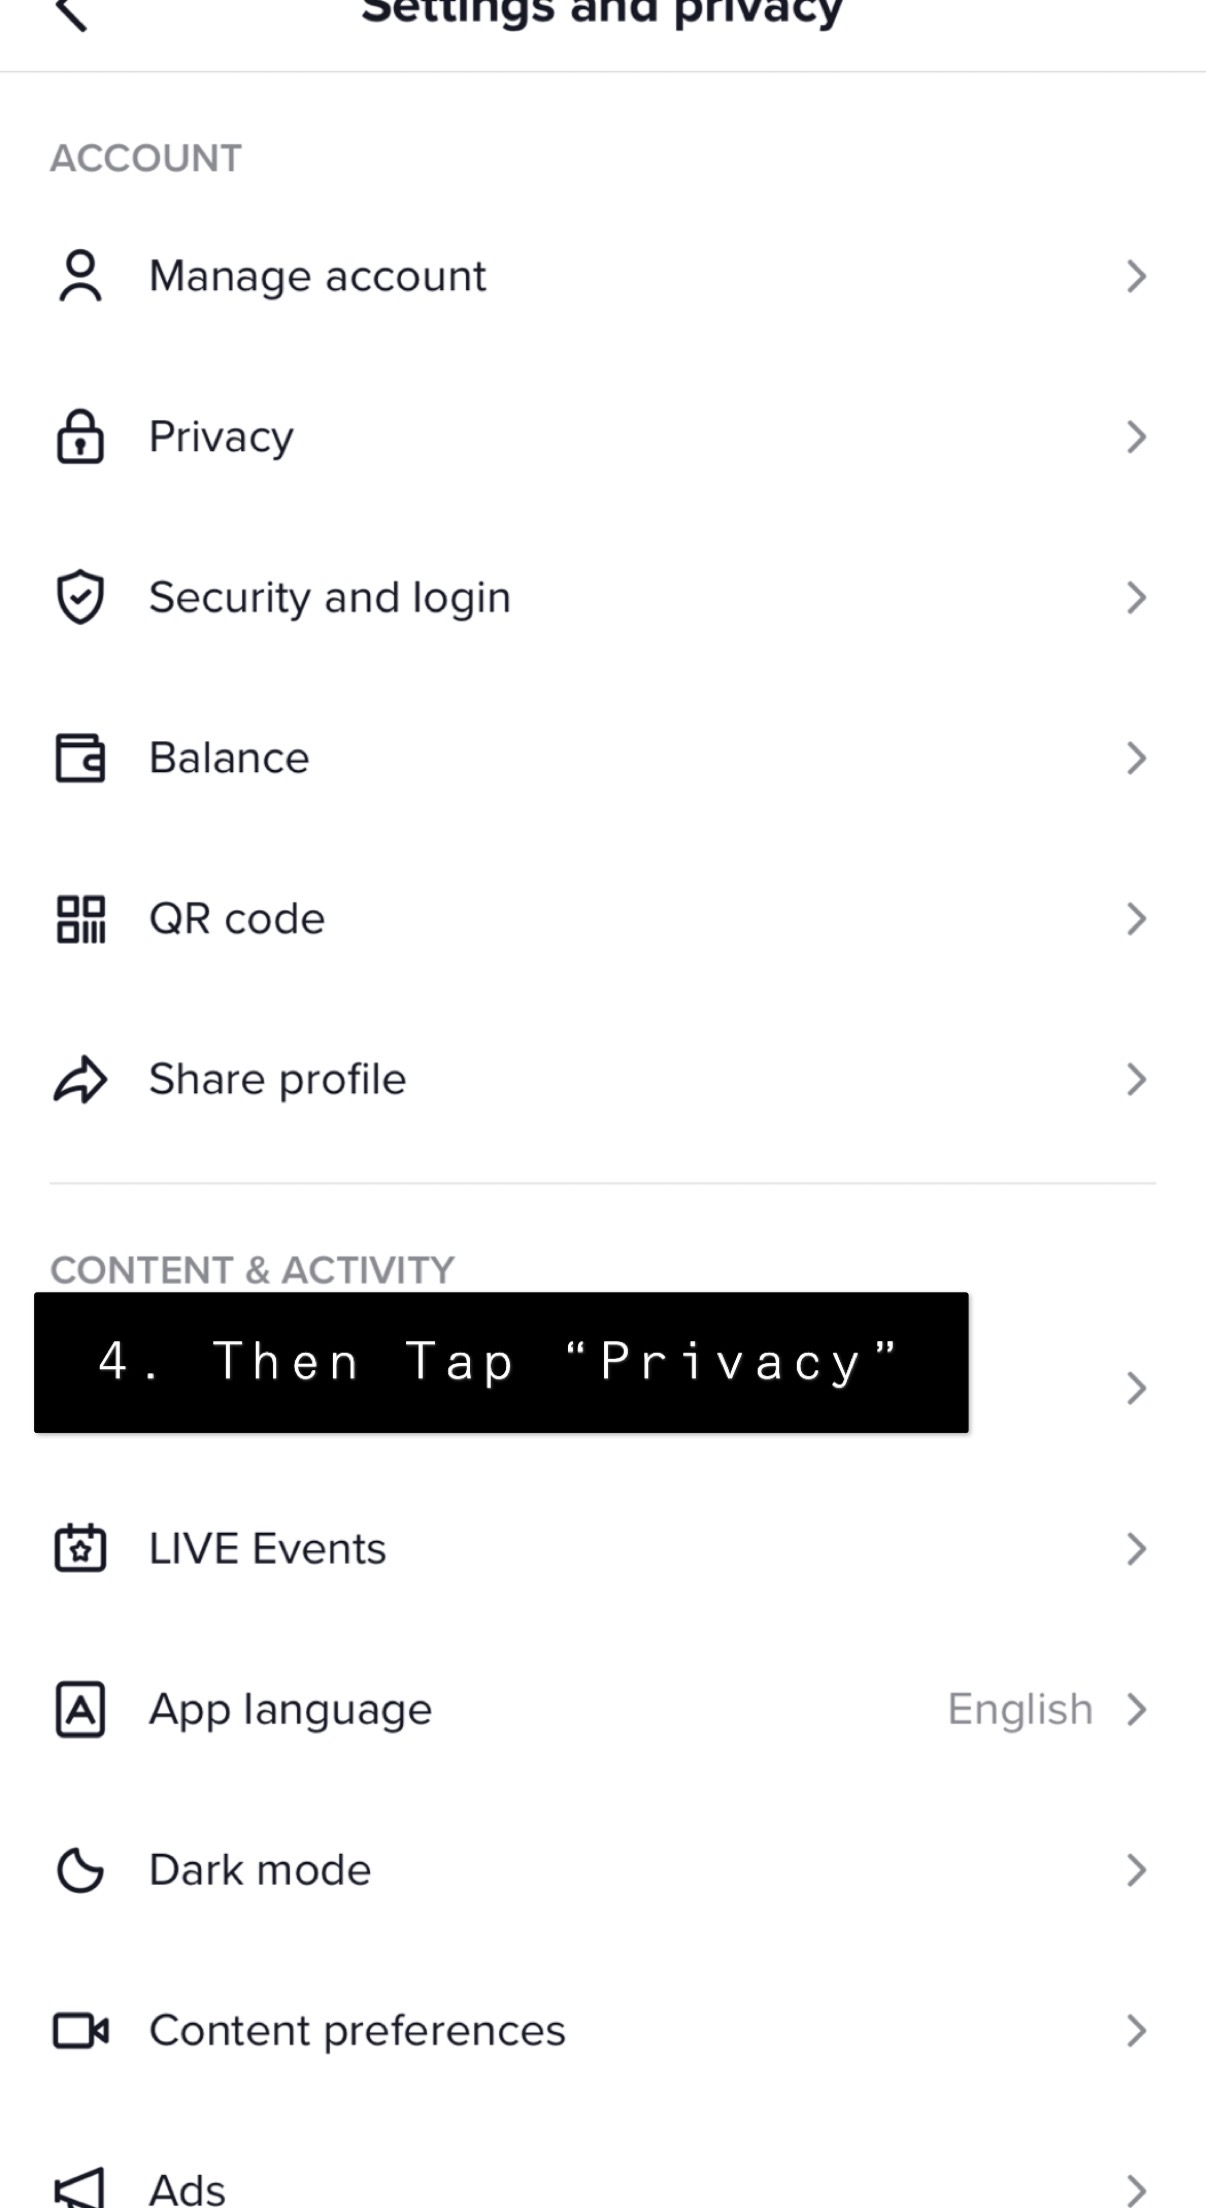 Settings and privacy
ACCOUNT
Manage account
Privacy
Security and login
Balance
QR code
Share profile
CONTENT & ACTIVITY
4. Then Tap “Privacy”
LIVE Events
App language English
Dark mode
Content preferences
Ads